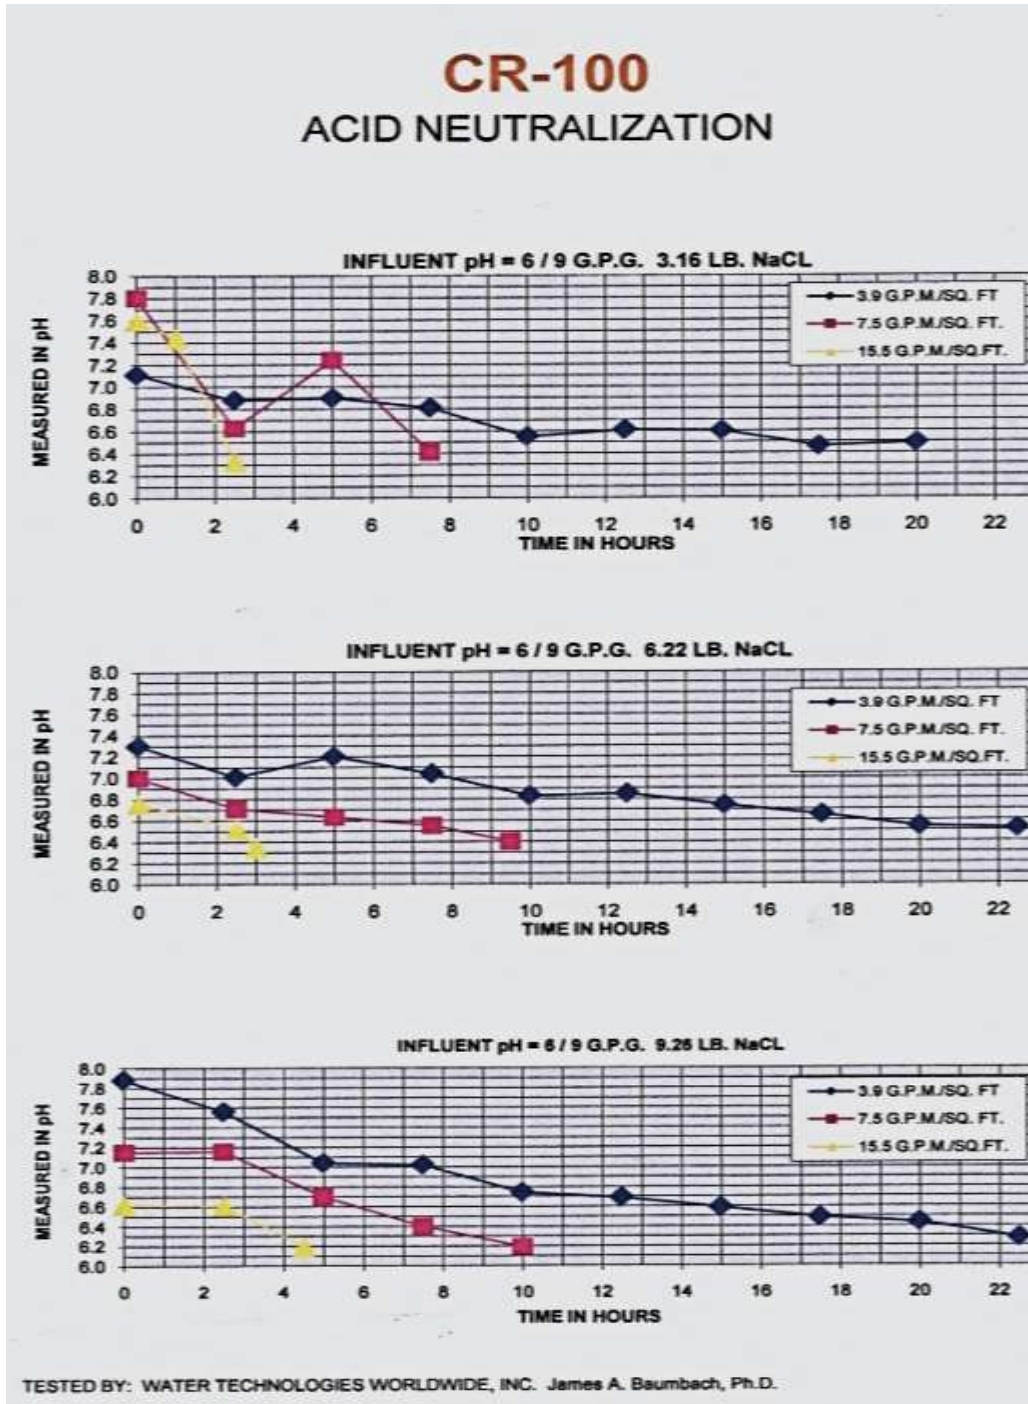 CR-100
ACID NEUTRALIZATION
INFLUENT pH = 6 / 9 G.P.G. 3.16 LB. NaCL
MEASURED IN pH
8.0
7.8
7.6
7.4
7.2
7.0
6.8
6.6
6.4
6.2
6.0
3.9 G.P.M./SQ. FT
7.5 G.P.M./SQ. FT.
15.5 G.P.M./SQ.FT.
0 2 4 6 8 10 12 14 16 18 20 22
TIME IN HOURS
INFLUENT pH = 6 / 9 G.P.G. 6.22 LB. NaCL
MEASURED IN pH
8.0
7.8
7.6
7.4
7.2
7.0
6.8
6.6
6.4
6.2
6.0
3.9 G.P.M./SQ. FT
7.5 G.P.M./SQ. FT.
15.5 G.P.M./SQ.FT.
0 2 4 6 8 10 12 14 16 18 20 22
TIME IN HOURS
INFLUENT pH = 6 / 9 G.P.G. 9.26 LB. NaCL
MEASURED IN pH
8.0
7.8
7.6
7.4
7.2
7.0
6.8
6.6
6.4
6.2
6.0
3.9 G.P.M./SQ. FT
7.5 G.P.M./SQ. FT.
15.5 G.P.M./SQ.FT.
0 2 4 6 8 10 12 14 16 18 20 22
TIME IN HOURS
TESTED BY: WATER TECHNOLOGIES WORLDWIDE, INC. James A. Baumbach, Ph.D.